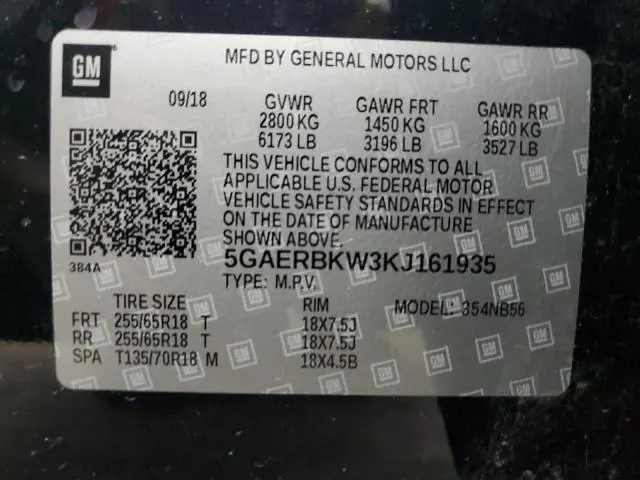 GM
MFD BY GENERAL MOTORS LLC
09/18 GVWR GAWR FRT GAWR RR
2800 KG 1450 KG 1600 KG
6173 LB 3196 LB 3527 LB
THIS VEHICLE CONFORMS TO ALL
APPLICABLE U.S. FEDERAL MOTOR
VEHICLE SAFETY STANDARDS IN EFFECT
ON THE DATE OF MANUFACTURE
SHOWN ABOVE.
384A
5GAERBKW3KJ161935
TYPE: M.P.V.
TIRE SIZE RIM MODEL: 354NB56
FRT 255/65R18 T 18X7.5J
RR 255/65R18 T 18X7.5J
SPA T135/70R18 M 18X4.5B